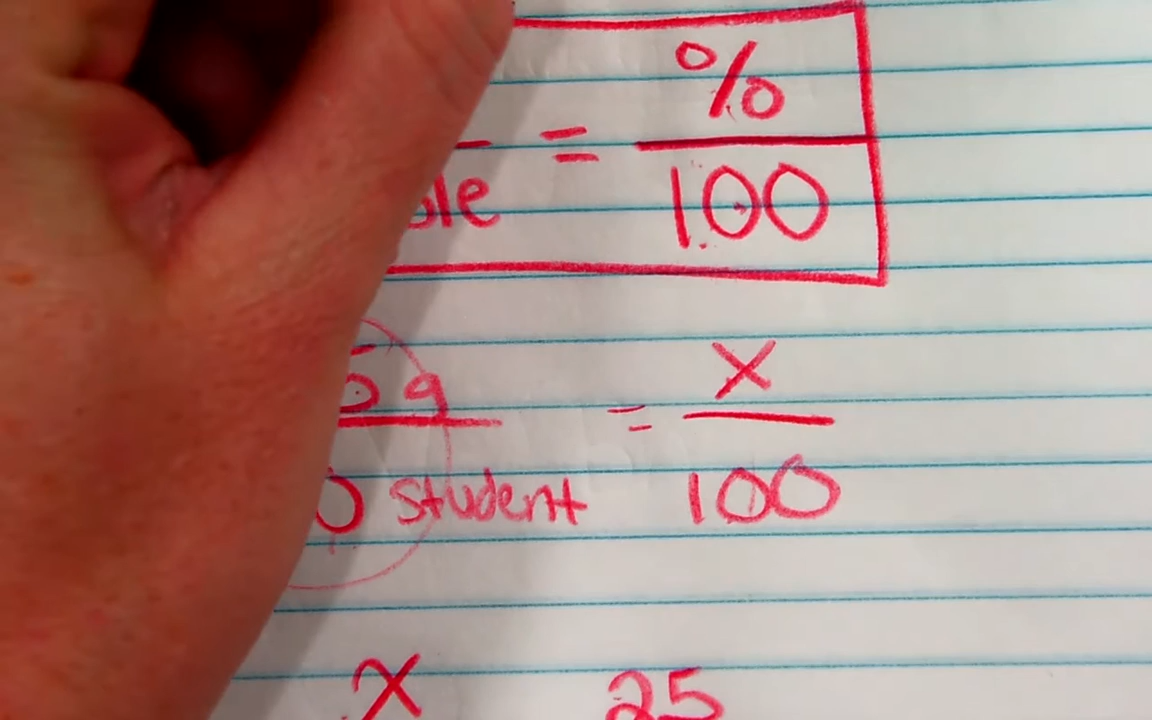 = %
100
= x
student 100
x 25